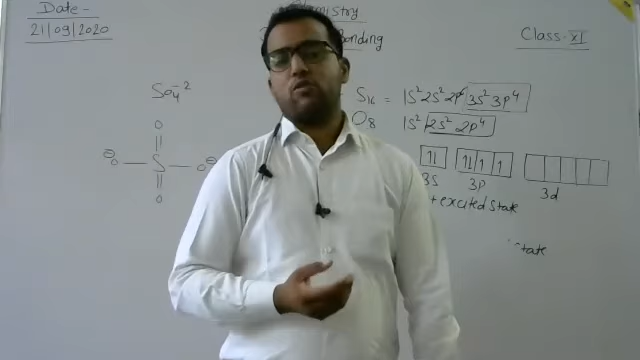 Date-
21/09/2020
Chemistry
Bonding
Class-XI
SO4-2
O
||
⊖O — S — O⊖
||
O
S16 = 1S2 2S2 2P6 3S2 3P4
O8 1S2 2S2 2P4
3S 3P 3d
+ excited state
state